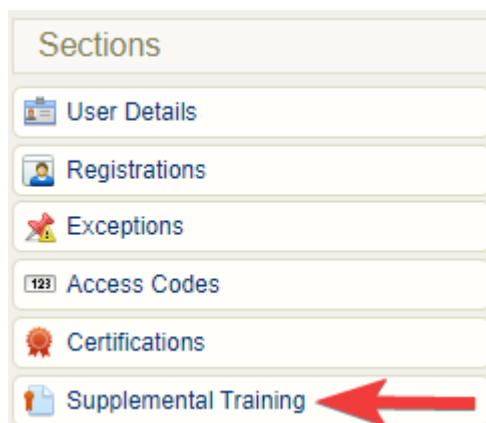 Sections
User Details
Registrations
Exceptions
123 Access Codes
Certifications
Supplemental Training